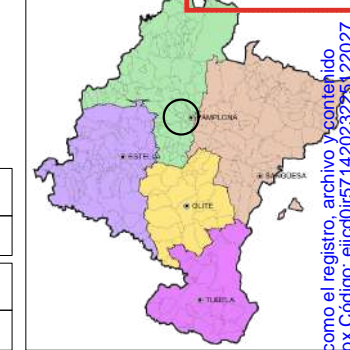 PAMPLONA
ESTELLA
SANGÜESA
OLITE
TUDELA
como el registro, archivo y contenido